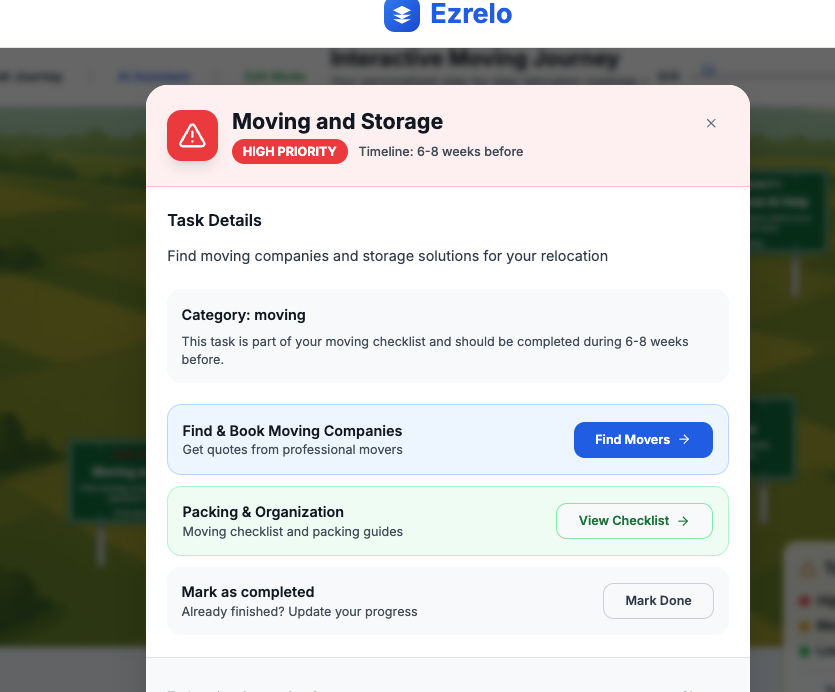 Ezrelo
Interactive Moving Journey
Moving and Storage
HIGH PRIORITY Timeline: 6-8 weeks before
Task Details
Find moving companies and storage solutions for your relocation
Category: moving
This task is part of your moving checklist and should be completed during 6-8 weeks
before.
Find & Book Moving Companies
Get quotes from professional movers
Find Movers →
Packing & Organization
Moving checklist and packing guides
View Checklist →
Mark as completed
Already finished? Update your progress
Mark Done